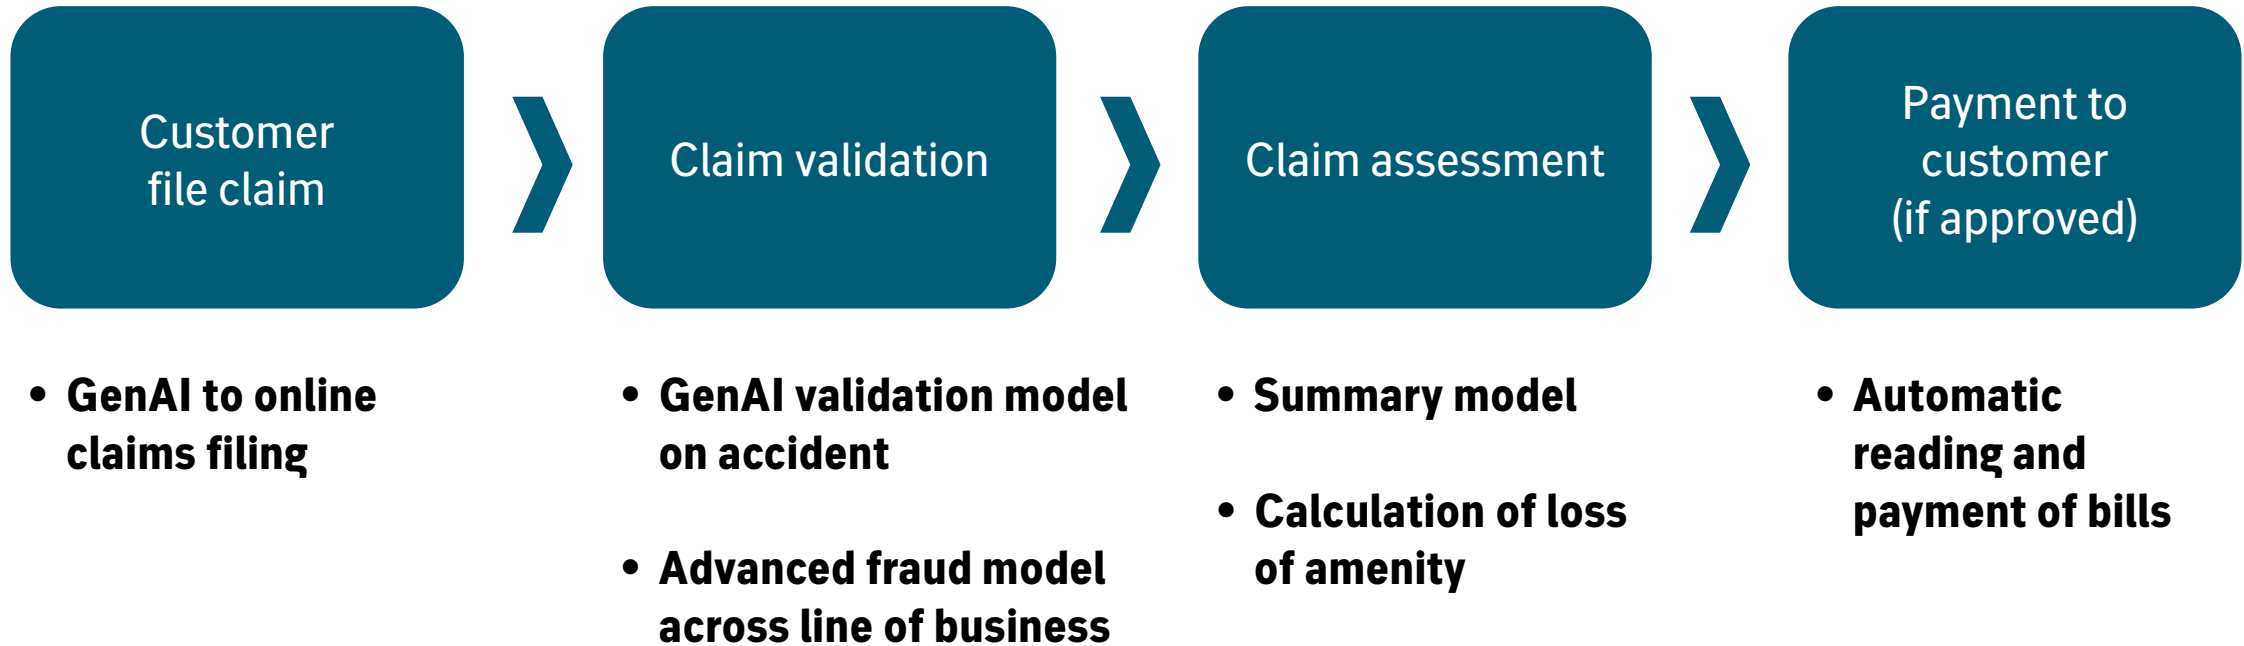 Customer
file claim
Claim validation
Claim assessment
Payment to
customer
(if approved)
• GenAI to online
claims filing
• GenAI validation model
on accident
• Advanced fraud model
across line of business
• Summary model
• Calculation of loss
of amenity
• Automatic
reading and
payment of bills